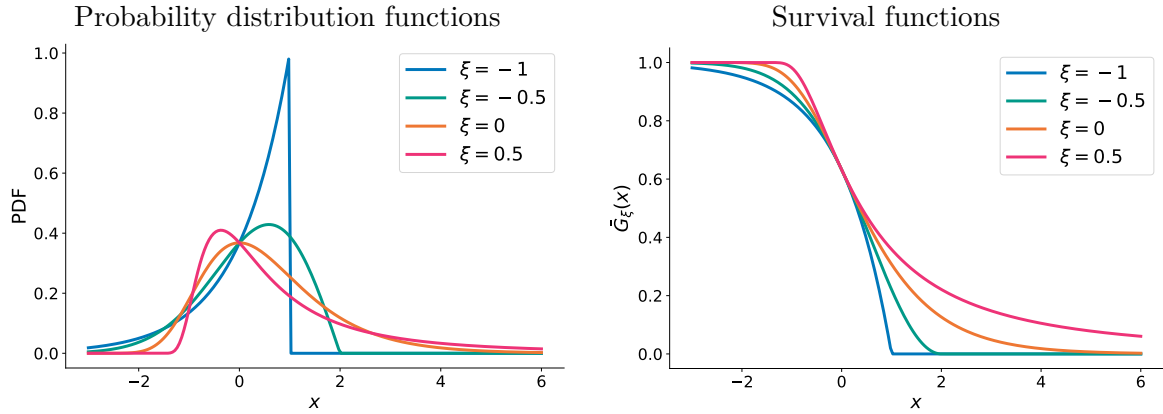 Probability distribution functions
1.0
0.8
0.6
0.4
0.2
0.0
PDF
−2
0
2
4
6
x
ξ = −1
ξ = −0.5
ξ = 0
ξ = 0.5
Survival functions
1.0
0.8
0.6
0.4
0.2
0.0
Ḡ_ξ(x)
−2
0
2
4
6
x
ξ = −1
ξ = −0.5
ξ = 0
ξ = 0.5